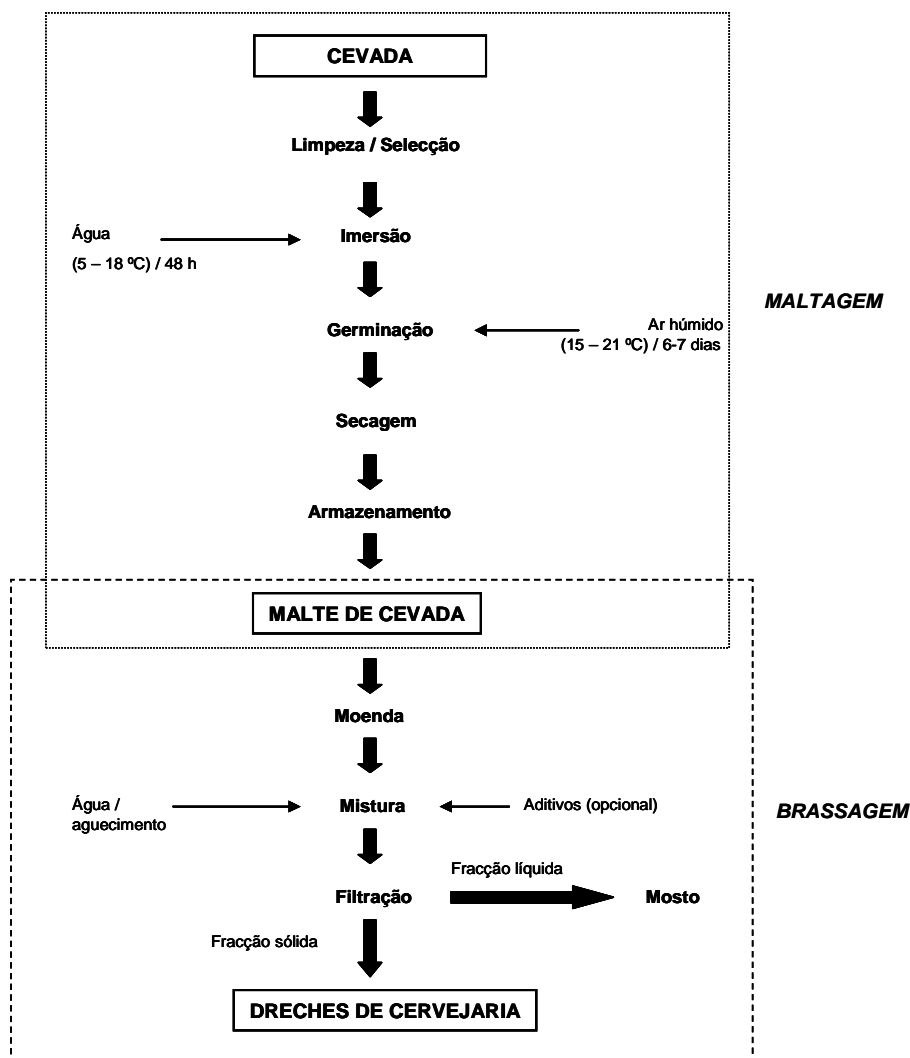 CEVADA
Limpeza / Selecção
Água
(5 – 18 ºC) / 48 h
Imersão
MALTAGEM
Germinação
Ar húmido
(15 – 21 ºC) / 6-7 dias
Secagem
Armazenamento
MALTE DE CEVADA
Moenda
Água /
aguecimento
Mistura
Aditivos (opcional)
BRASSAGEM
Fracção líquida
Filtração
Mosto
Fracção sólida
DRECHES DE CERVEJARIA